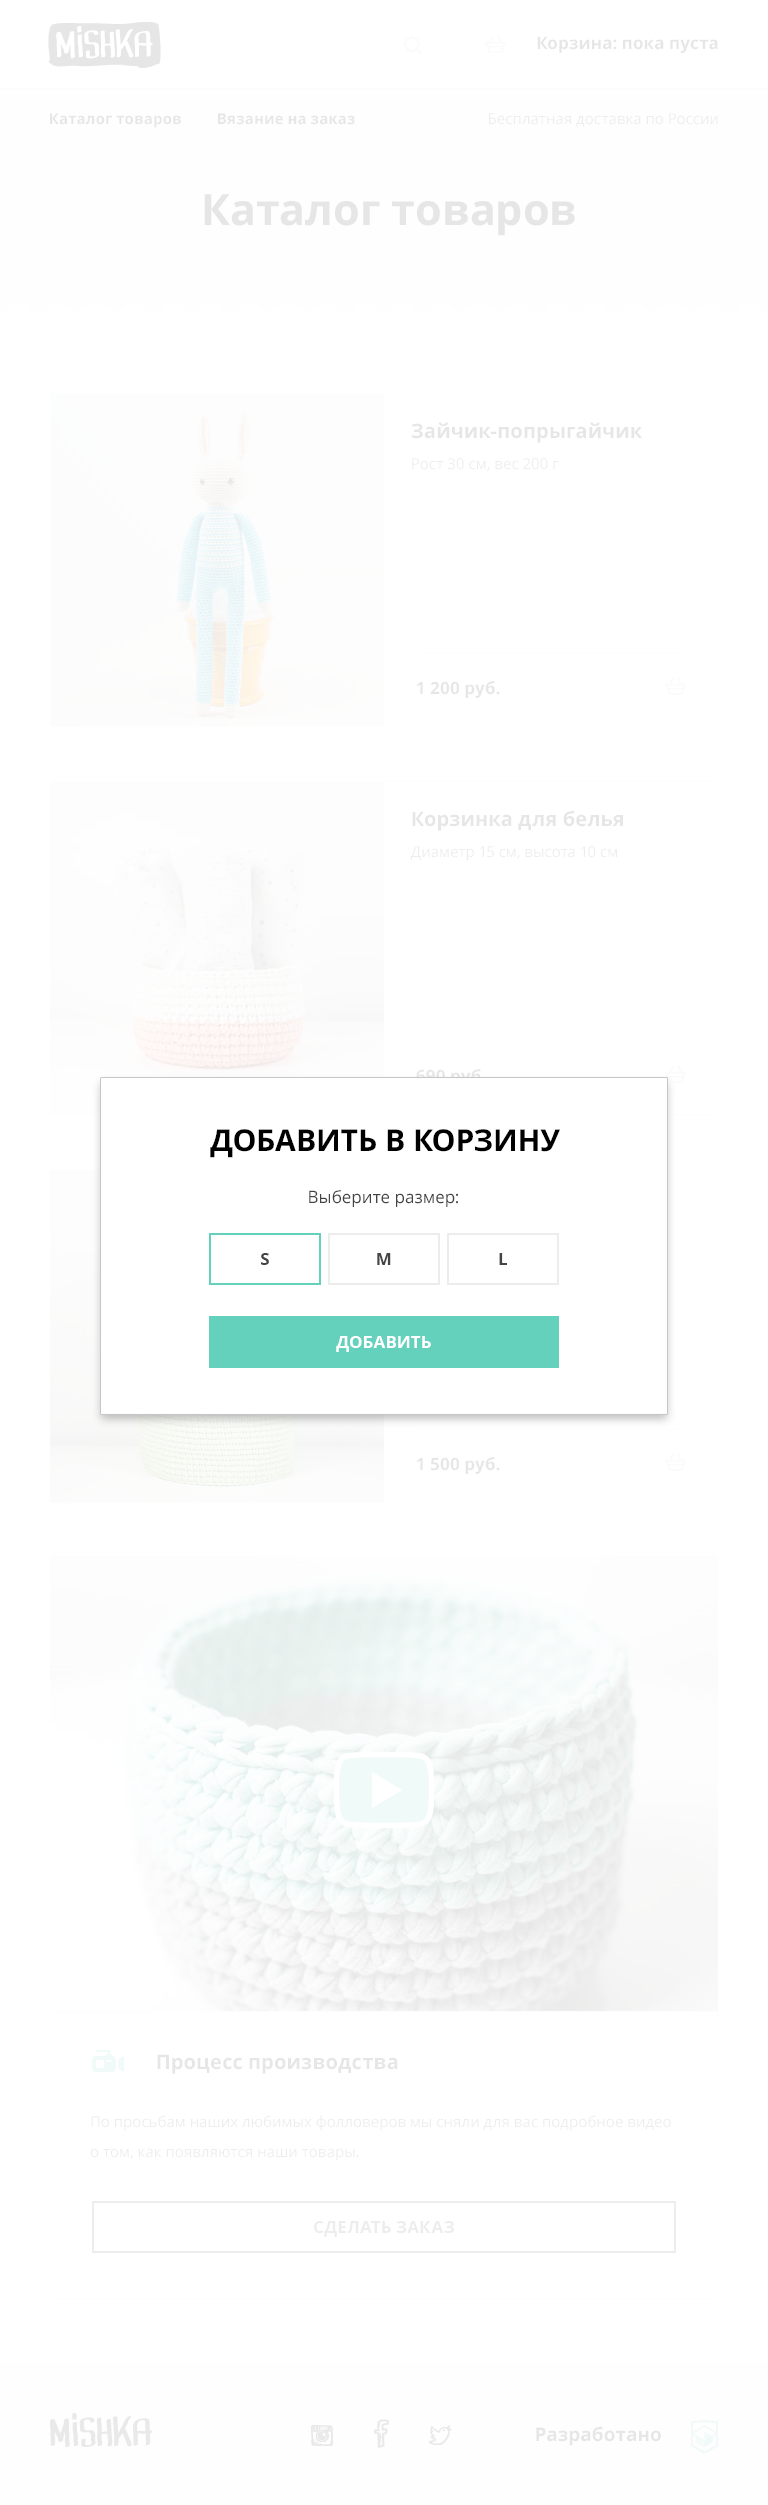 MISHKA
Корзина: пока пуста
Каталог товаров
Вязание на заказ
Бесплатная доставка по России
Каталог товаров
Зайчик-попрыгайчик
Рост 30 см, вес 200 г
1 200 руб.
Корзинка для белья
Диаметр 15 см, высота 10 см
690 руб.
ДОБАВИТЬ В КОРЗИНУ
Выберите размер:
S
M
L
ДОБАВИТЬ
1 500 руб.
Процесс производства
По просьбам наших любимых фолловеров мы сняли для вас подробное видео
о том, как появляются наши товары.
СДЕЛАТЬ ЗАКАЗ
MISHKA
Разработано